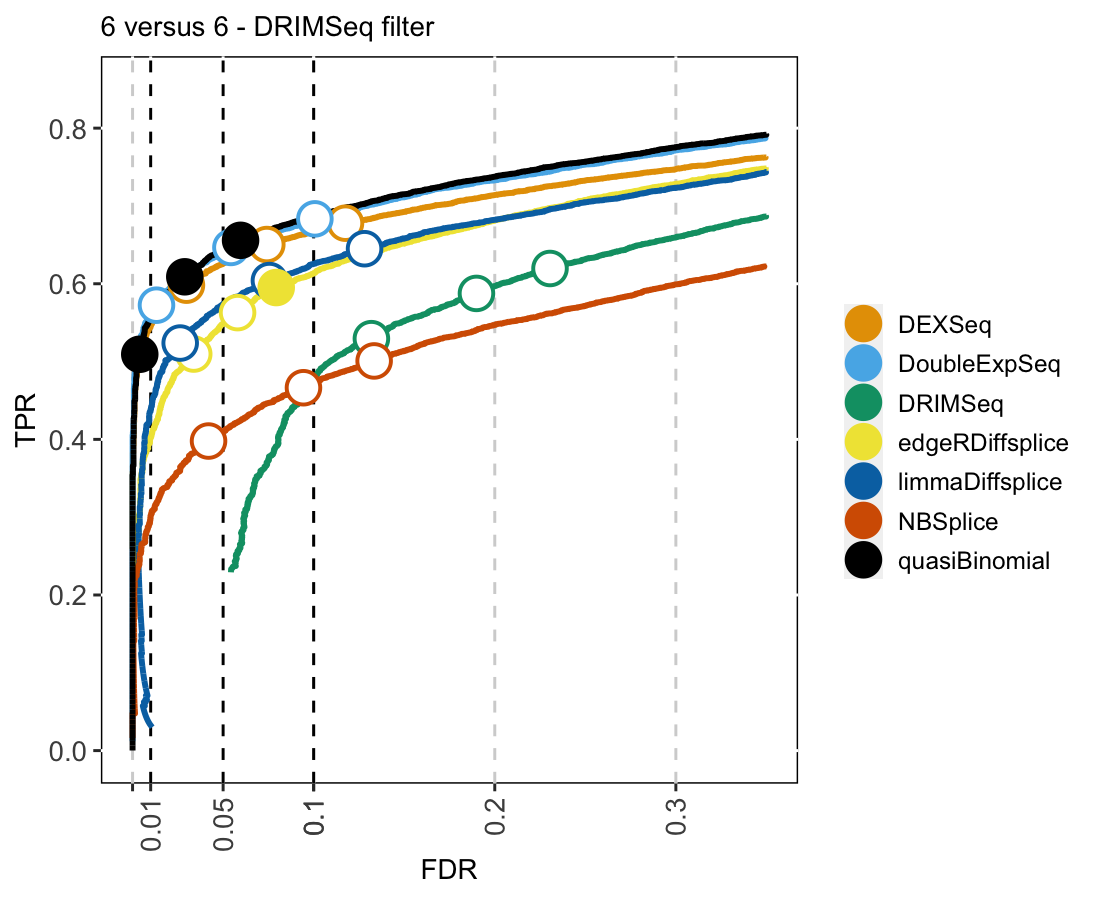 6 versus 6 - DRIMSeq filter
TPR
0.8
0.6
0.4
0.2
0.0
0.01
0.05
0.1
0.2
0.3
FDR
DEXSeq
DoubleExpSeq
DRIMSeq
edgeRDiffsplice
limmaDiffsplice
NBSplice
quasiBinomial